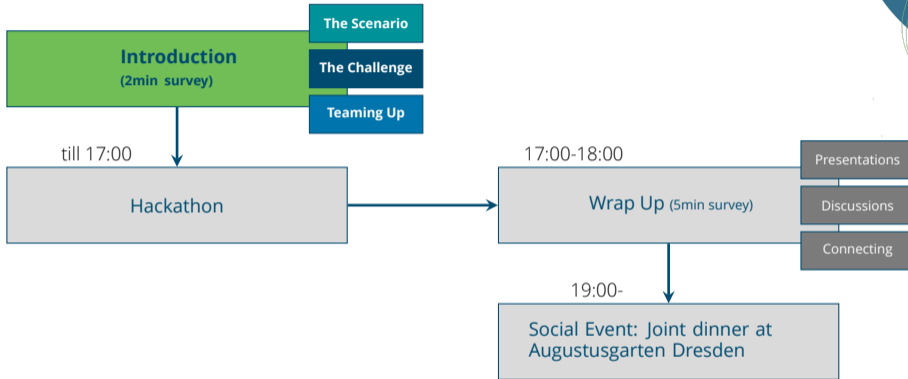 Introduction
(2min survey)
The Scenario
The Challenge
Teaming Up
till 17:00
Hackathon
17:00-18:00
Wrap Up (5min survey)
Presentations
Discussions
Connecting
19:00-
Social Event: Joint dinner at
Augustusgarten Dresden